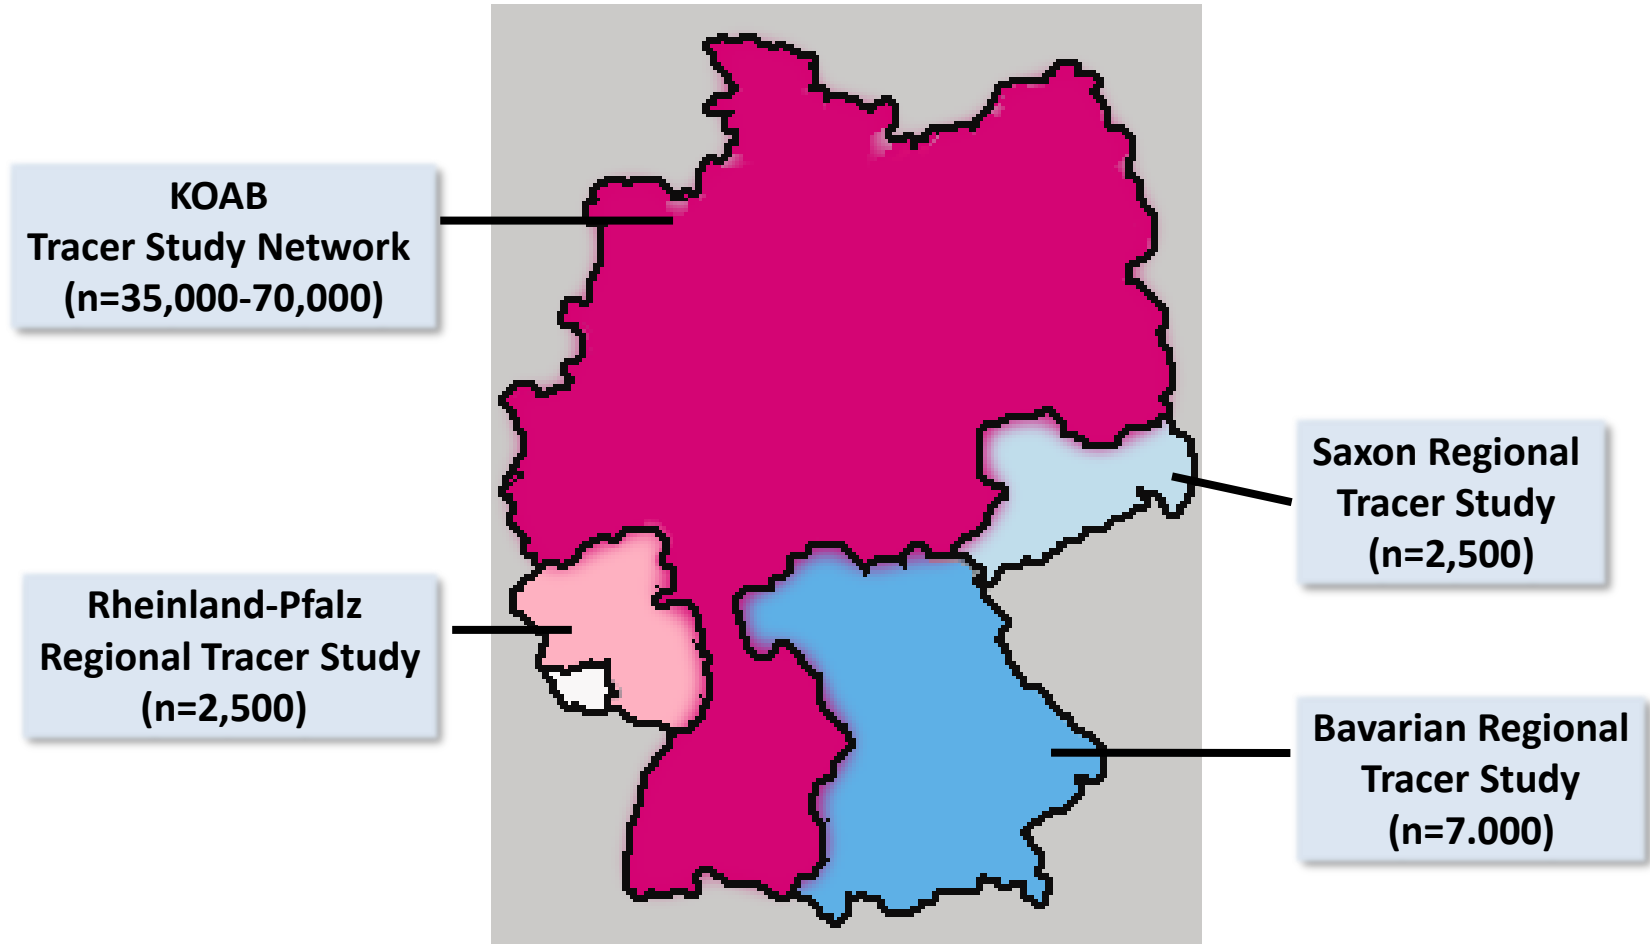 KOAB
Tracer Study Network
(n=35,000-70,000)
Saxon Regional
Tracer Study
(n=2,500)
Rheinland-Pfalz
Regional Tracer Study
(n=2,500)
Bavarian Regional
Tracer Study
(n=7.000)